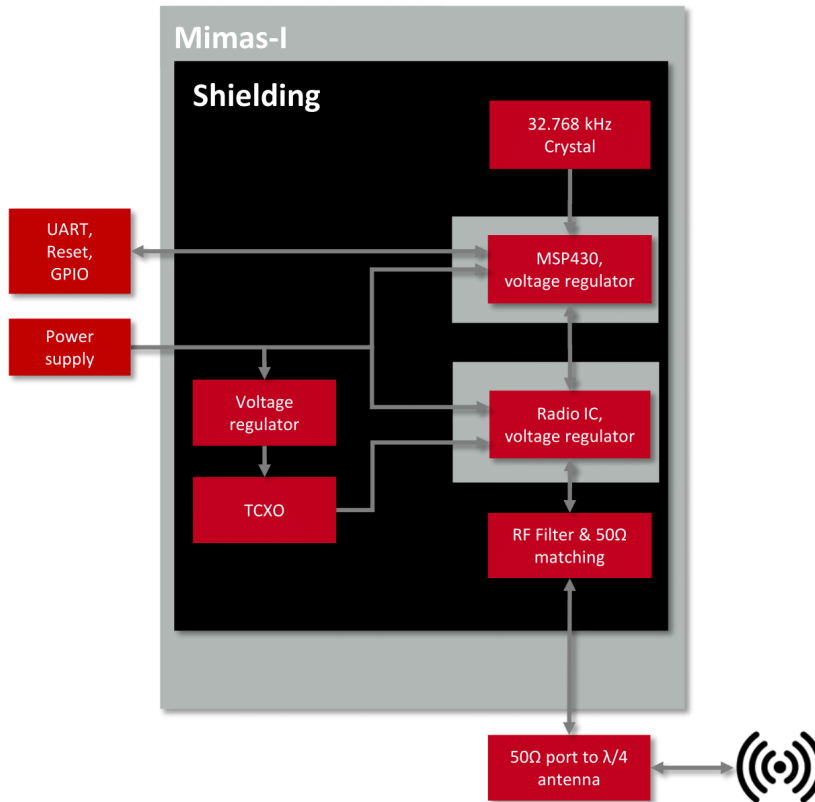 Mimas-I
Shielding
32.768 kHz
Crystal
UART,
Reset,
GPIO
MSP430,
voltage regulator
Power
supply
Voltage
regulator
Radio IC,
voltage regulator
TCXO
RF Filter & 50Ω
matching
50Ω port to λ/4
antenna